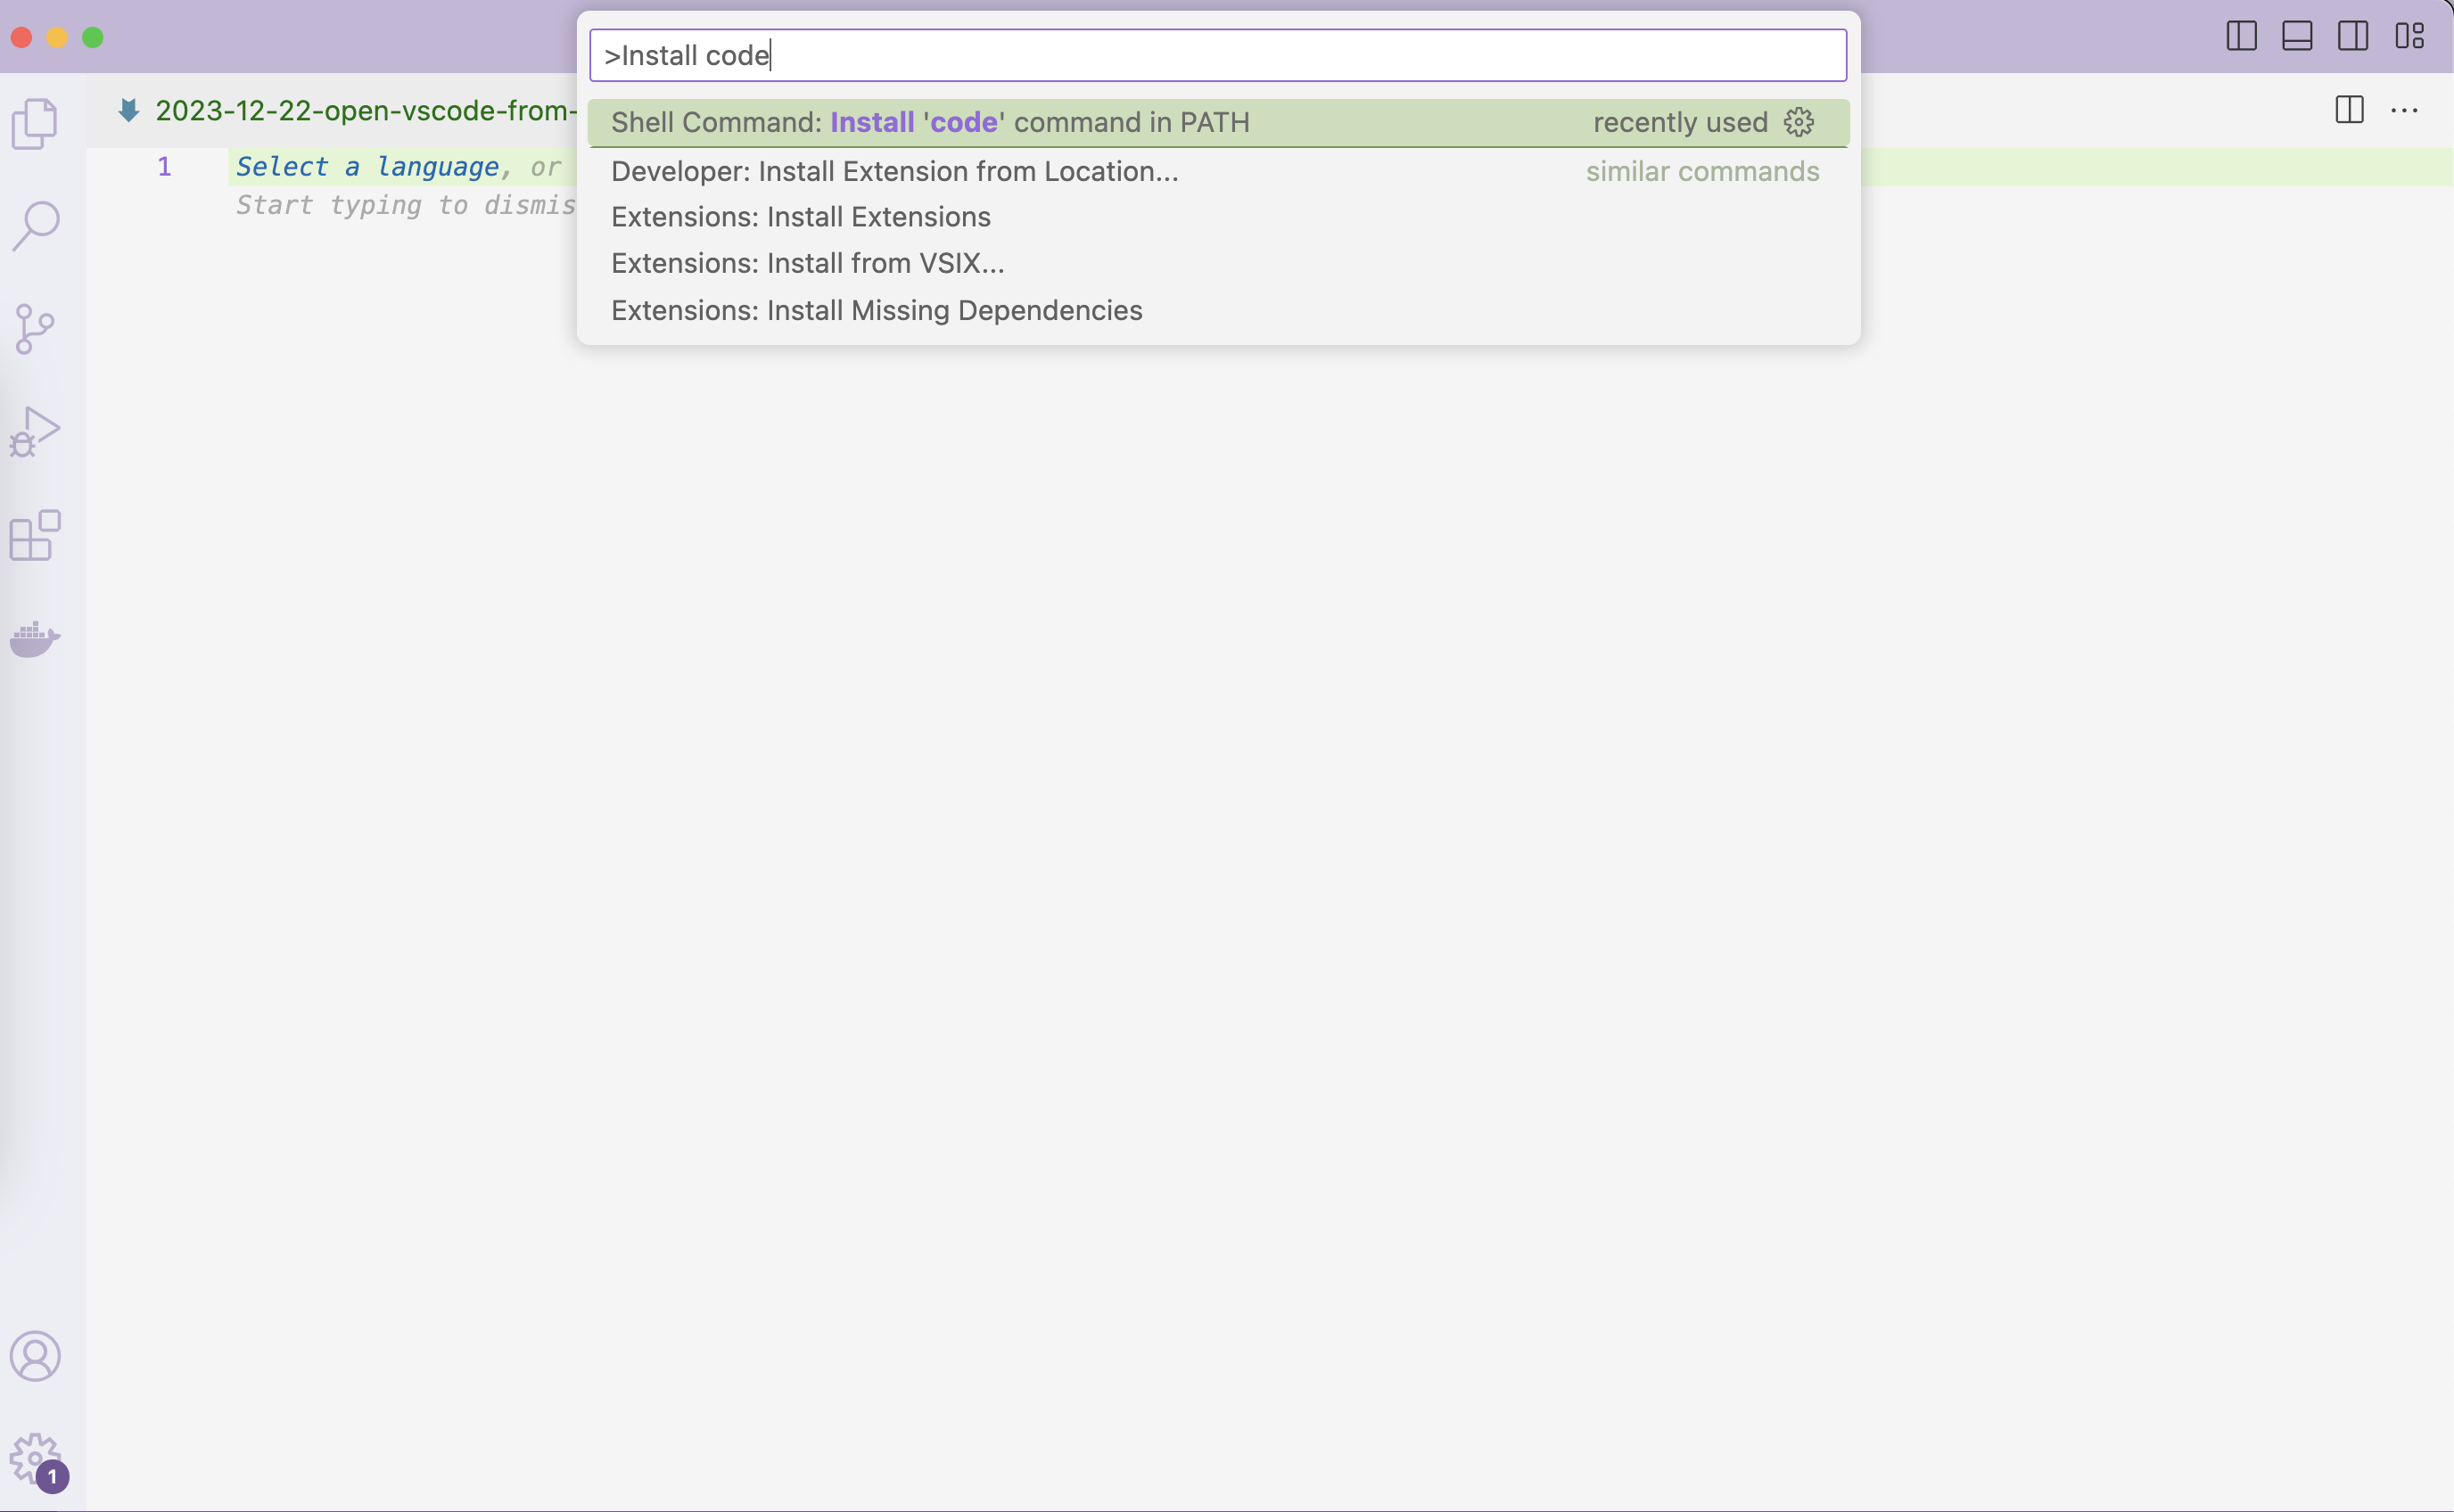 >Install code
Shell Command: Install 'code' command in PATH recently used
2023-12-22-open-vscode-from-
1 Select a language, or
Developer: Install Extension from Location... similar commands
Start typing to dismis
Extensions: Install Extensions
Extensions: Install from VSIX...
Extensions: Install Missing Dependencies
1